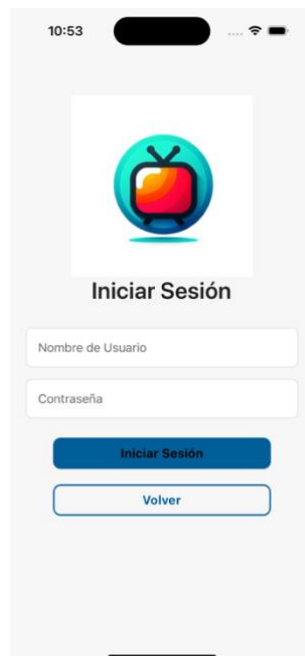 10:53
Iniciar Sesión
Nombre de Usuario
Contraseña
Iniciar Sesión
Volver